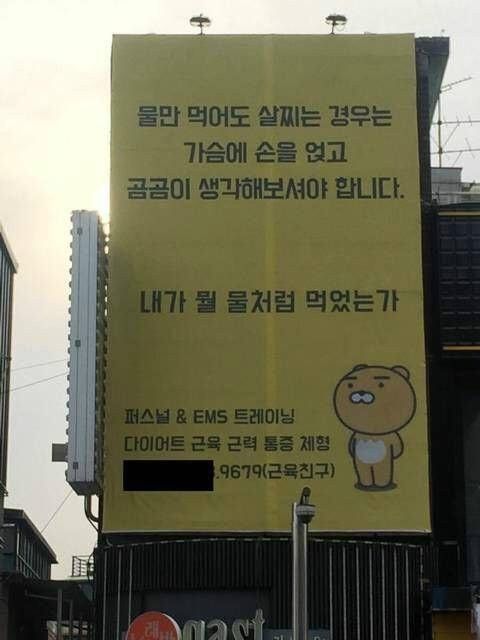 물만 먹어도 살찌는 경우는
가슴에 손을 얹고
곰곰이 생각해보셔야 합니다.
내가 뭘 물처럼 먹었는가
퍼스널 & EMS 트레이닝
다이어트 근육 근력 통증 체형
.9679(근육친구)